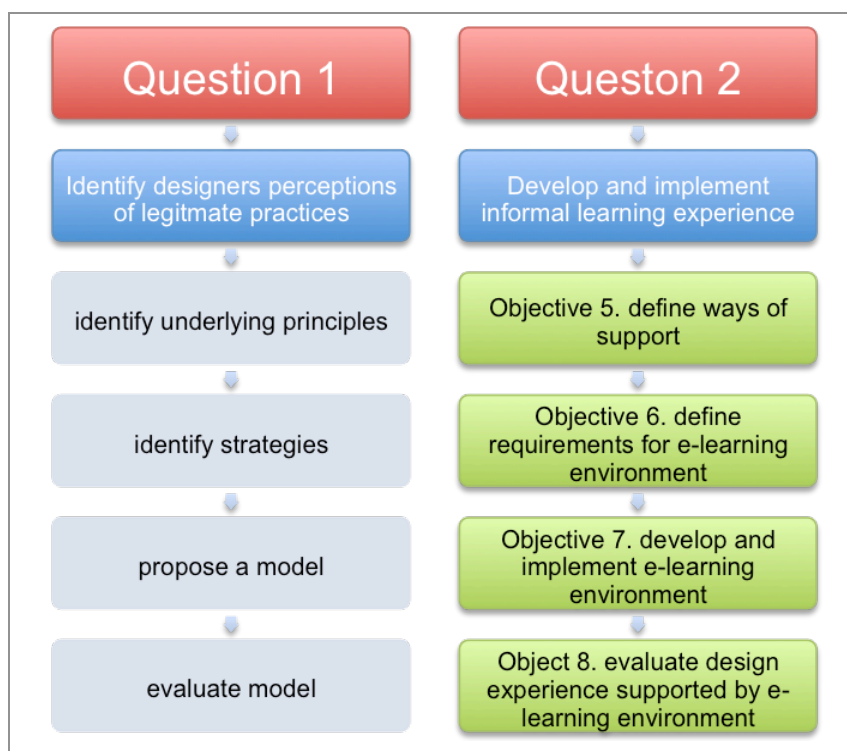 Question 1
Identify designers perceptions
of legitmate practices
identify underlying principles
identify strategies
propose a model
evaluate model
Queston 2
Develop and implement
informal learning experience
Objective 5. define ways of
support
Objective 6. define
requirements for e-learning
environment
Objective 7. develop and
implement e-learning
environment
Object 8. evaluate design
experience supported by e-
learning environment